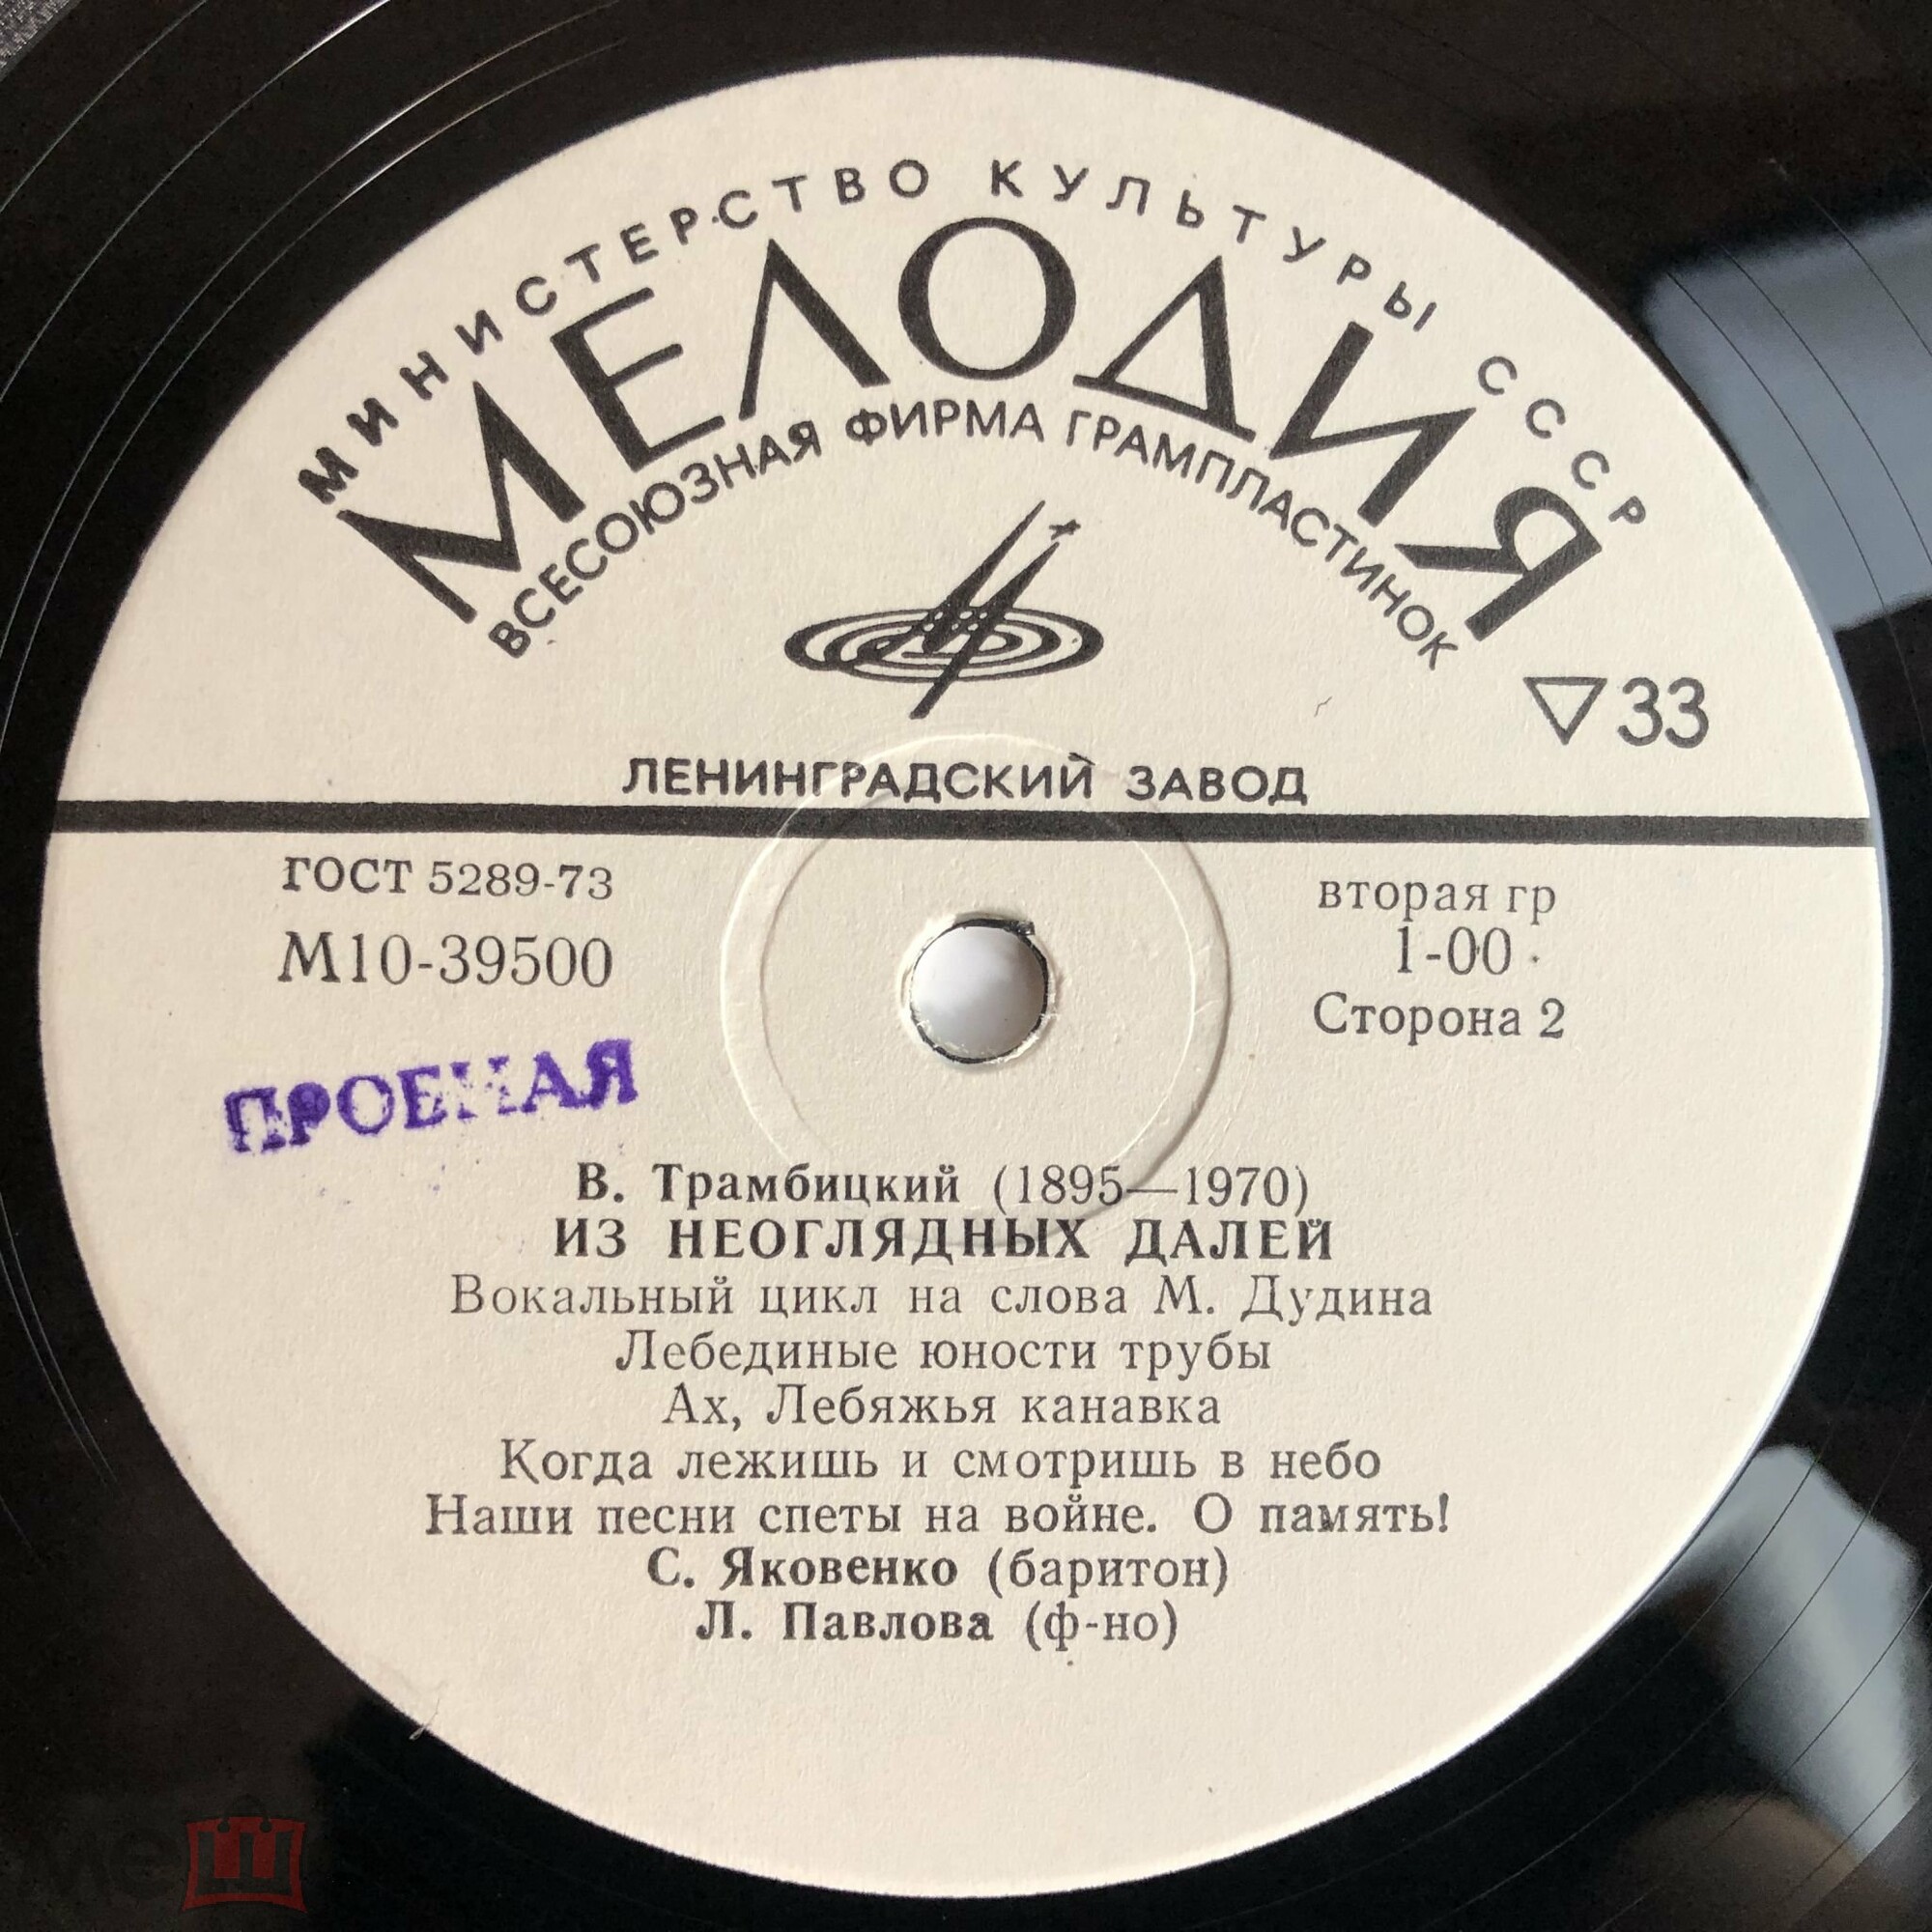 МИНИСТЕРСТВО КУЛЬТУРЫ СССР
МЕЛОДИЯ
ВСЕСОЮЗНАЯ ФИРМА ГРАМПЛАСТИНОК
33
ЛЕНИНГРАДСКИЙ ЗАВОД
ГОСТ 5289-73
М10-39500
вторая гр
1-00
Сторона 2
ПРОБНАЯ
В. Трамбицкий (1895—1970)
ИЗ НЕОГЛЯДНЫХ ДАЛЕЙ
Вокальный цикл на слова М. Дудина
Лебединые юности трубы
Ах, Лебяжья канавка
Когда лежишь и смотришь в небо
Наши песни спеты на войне. О память!
С. Яковенко (баритон)
Л. Павлова (ф-но)
меш